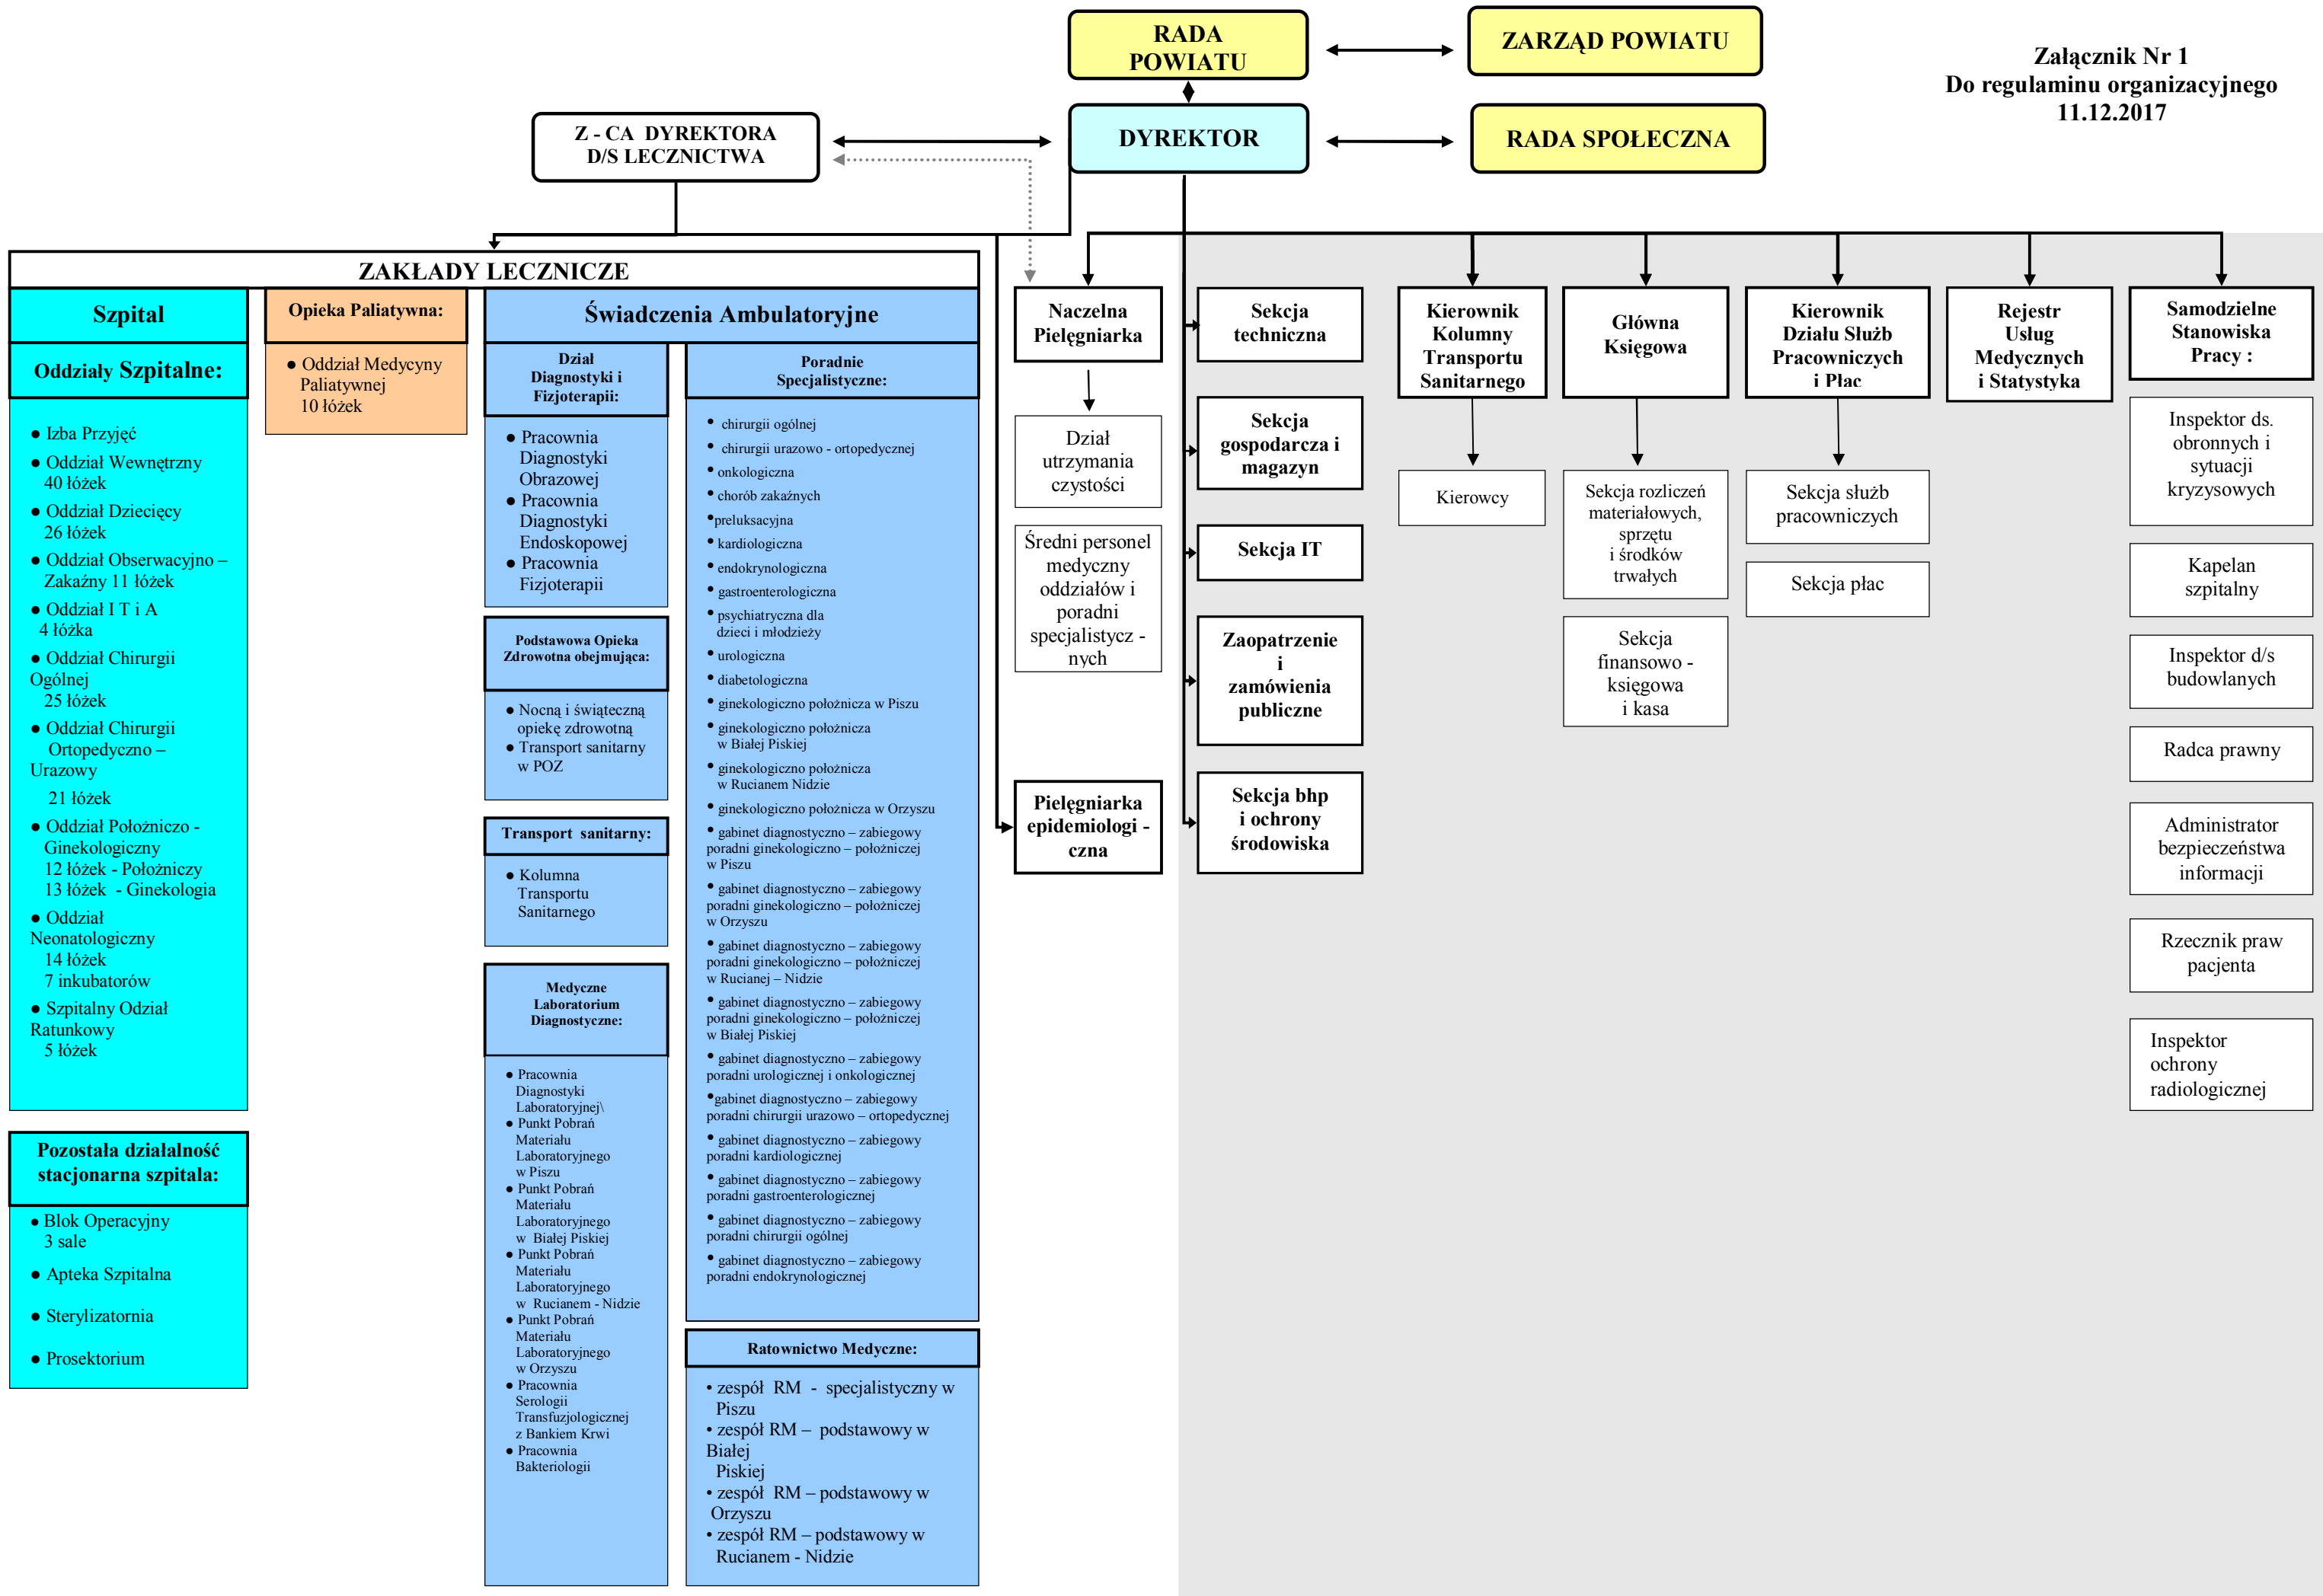 RADA
POWIATU
ZARZĄD POWIATU
Załącznik Nr 1
Do regulaminu organizacyjnego
11.12.2017
Z - CA DYREKTORA
D/S LECZNICTWA
DYREKTOR
RADA SPOŁECZNA
ZAKŁADY LECZNICZE
Szpital
Oddziały Szpitalne:
● Izba Przyjęć
● Oddział Wewnętrzny
40 łóżek
● Oddział Dziecięcy
26 łóżek
● Oddział Obserwacyjno –
Zakaźny 11 łóżek
● Oddział I T i A
4 łóżka
● Oddział Chirurgii
Ogólnej
25 łóżek
● Oddział Chirurgii
Ortopedyczno –
Urazowy
21 łóżek
● Oddział Położniczo -
Ginekologiczny
12 łóżek - Położniczy
13 łóżek - Ginekologia
● Oddział
Neonatologiczny
14 łóżek
7 inkubatorów
● Szpitalny Odział
Ratunkowy
5 łóżek
Pozostała działalność
stacjonarna szpitala:
● Blok Operacyjny
3 sale
● Apteka Szpitalna
● Sterylizatornia
● Prosektorium
Opieka Paliatywna:
● Oddział Medycyny
Paliatywnej
10 łóżek
Świadczenia Ambulatoryjne
Dział
Diagnostyki i
Fizjoterapii:
● Pracownia
Diagnostyki
Obrazowej
● Pracownia
Diagnostyki
Endoskopowej
● Pracownia
Fizjoterapii
Podstawowa Opieka
Zdrowotna obejmująca:
● Nocną i świąteczną
opiekę zdrowotną
● Transport sanitarny
w POZ
Transport sanitarny:
● Kolumna
Transportu
Sanitarnego
Medyczne
Laboratorium
Diagnostyczne:
● Pracownia
Diagnostyki
Laboratoryjnej\
● Punkt Pobrań
Materiału
Laboratoryjnego
w Piszu
● Punkt Pobrań
Materiału
Laboratoryjnego
w Białej Piskiej
● Punkt Pobrań
Materiału
Laboratoryjnego
w Rucianem - Nidzie
● Punkt Pobrań
Materiału
Laboratoryjnego
w Orzyszu
● Pracownia
Serologii
Transfuzjologicznej
z Bankiem Krwi
● Pracownia
Bakteriologii
Poradnie
Specjalistyczne:
• chirurgii ogólnej
• chirurgii urazowo - ortopedycznej
• onkologiczna
• chorób zakaźnych
•preluksacyjna
• kardiologiczna
• endokrynologiczna
• gastroenterologiczna
• psychiatryczna dla
dzieci i młodzieży
• urologiczna
• diabetologiczna
• ginekologiczno położnicza w Piszu
• ginekologiczno położnicza
w Białej Piskiej
• ginekologiczno położnicza
w Rucianem Nidzie
• ginekologiczno położnicza w Orzyszu
• gabinet diagnostyczno – zabiegowy
poradni ginekologiczno – położniczej
w Piszu
• gabinet diagnostyczno – zabiegowy
poradni ginekologiczno – położniczej
w Orzyszu
• gabinet diagnostyczno – zabiegowy
poradni ginekologiczno – położniczej
w Rucianej – Nidzie
• gabinet diagnostyczno – zabiegowy
poradni ginekologiczno – położniczej
w Białej Piskiej
• gabinet diagnostyczno – zabiegowy
poradni urologicznej i onkologicznej
•gabinet diagnostyczno – zabiegowy
poradni chirurgii urazowo – ortopedycznej
• gabinet diagnostyczno – zabiegowy
poradni kardiologicznej
• gabinet diagnostyczno – zabiegowy
poradni gastroenterologicznej
• gabinet diagnostyczno – zabiegowy
poradni chirurgii ogólnej
• gabinet diagnostyczno – zabiegowy
poradni endokrynologicznej
Ratownictwo Medyczne:
• zespół RM - specjalistyczny w
Piszu
• zespół RM – podstawowy w
Białej
Piskiej
• zespół RM – podstawowy w
Orzyszu
• zespół RM – podstawowy w
Rucianem - Nidzie
Naczelna
Pielęgniarka
Dział
utrzymania
czystości
Średni personel
medyczny
oddziałów i
poradni
specjalistycz -
nych
Pielęgniarka
epidemiologi -
czna
Sekcja
techniczna
Sekcja
gospodarcza i
magazyn
Sekcja IT
Zaopatrzenie
i
zamówienia
publiczne
Sekcja bhp
i ochrony
środowiska
Kierownik
Kolumny
Transportu
Sanitarnego
Kierowcy
Główna
Księgowa
Sekcja rozliczeń
materiałowych,
sprzętu
i środków
trwałych
Sekcja
finansowo -
księgowa
i kasa
Kierownik
Działu Służb
Pracowniczych
i Płac
Sekcja służb
pracowniczych
Sekcja płac
Rejestr
Usług
Medycznych
i Statystyka
Samodzielne
Stanowiska
Pracy :
Inspektor ds.
obronnych i
sytuacji
kryzysowych
Kapelan
szpitalny
Inspektor d/s
budowlanych
Radca prawny
Administrator
bezpieczeństwa
informacji
Rzecznik praw
pacjenta
Inspektor
ochrony
radiologicznej